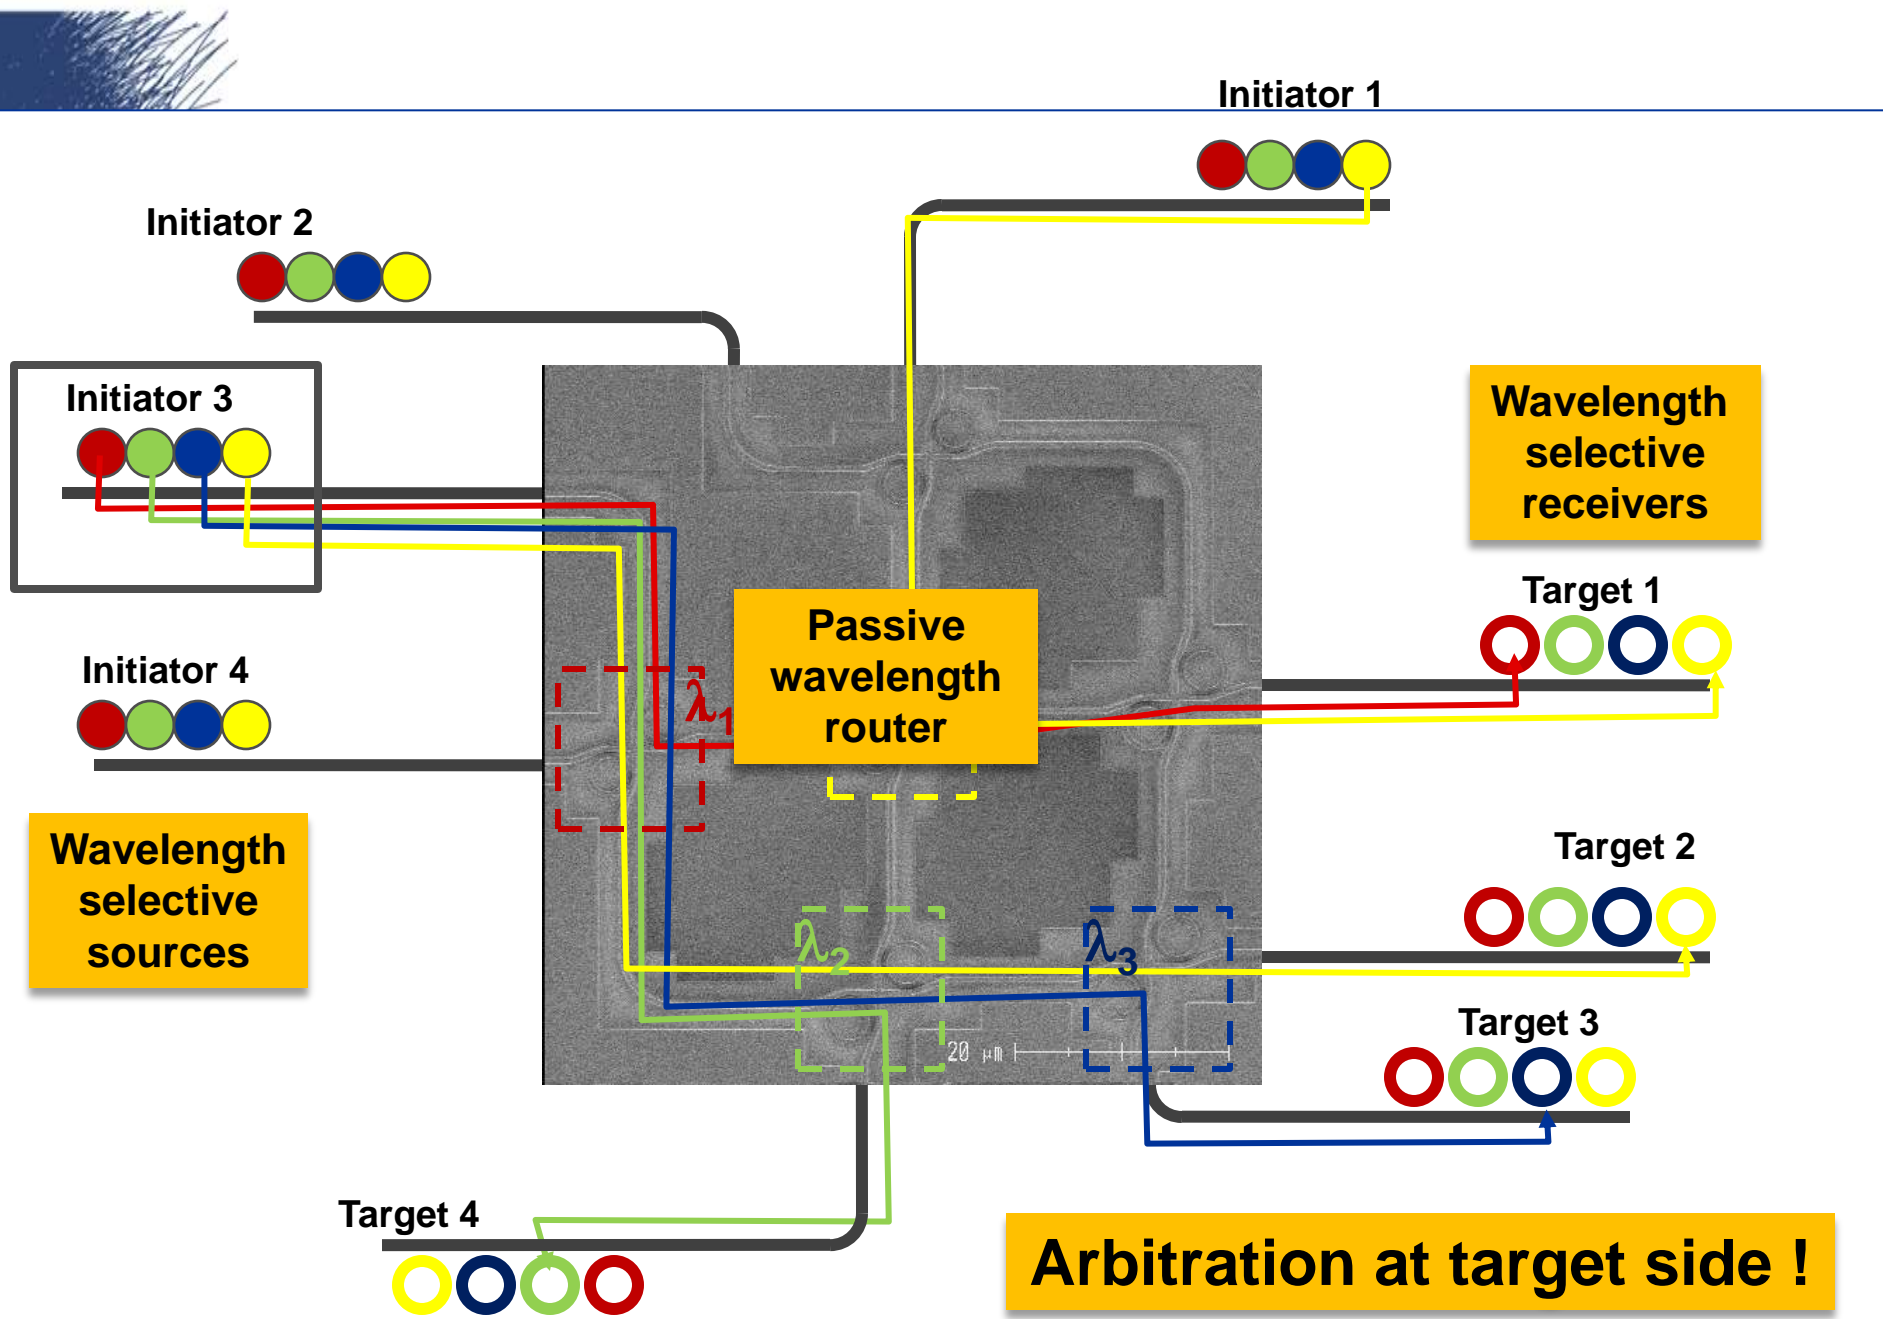 Initiator 1
Initiator 2
Initiator 3
Wavelength
selective
receivers
Target 1
Passive
wavelength
router
Initiator 4
λ1
Wavelength
selective
sources
Target 2
λ2
λ3
Target 3
20 µm
Target 4
Arbitration at target side !